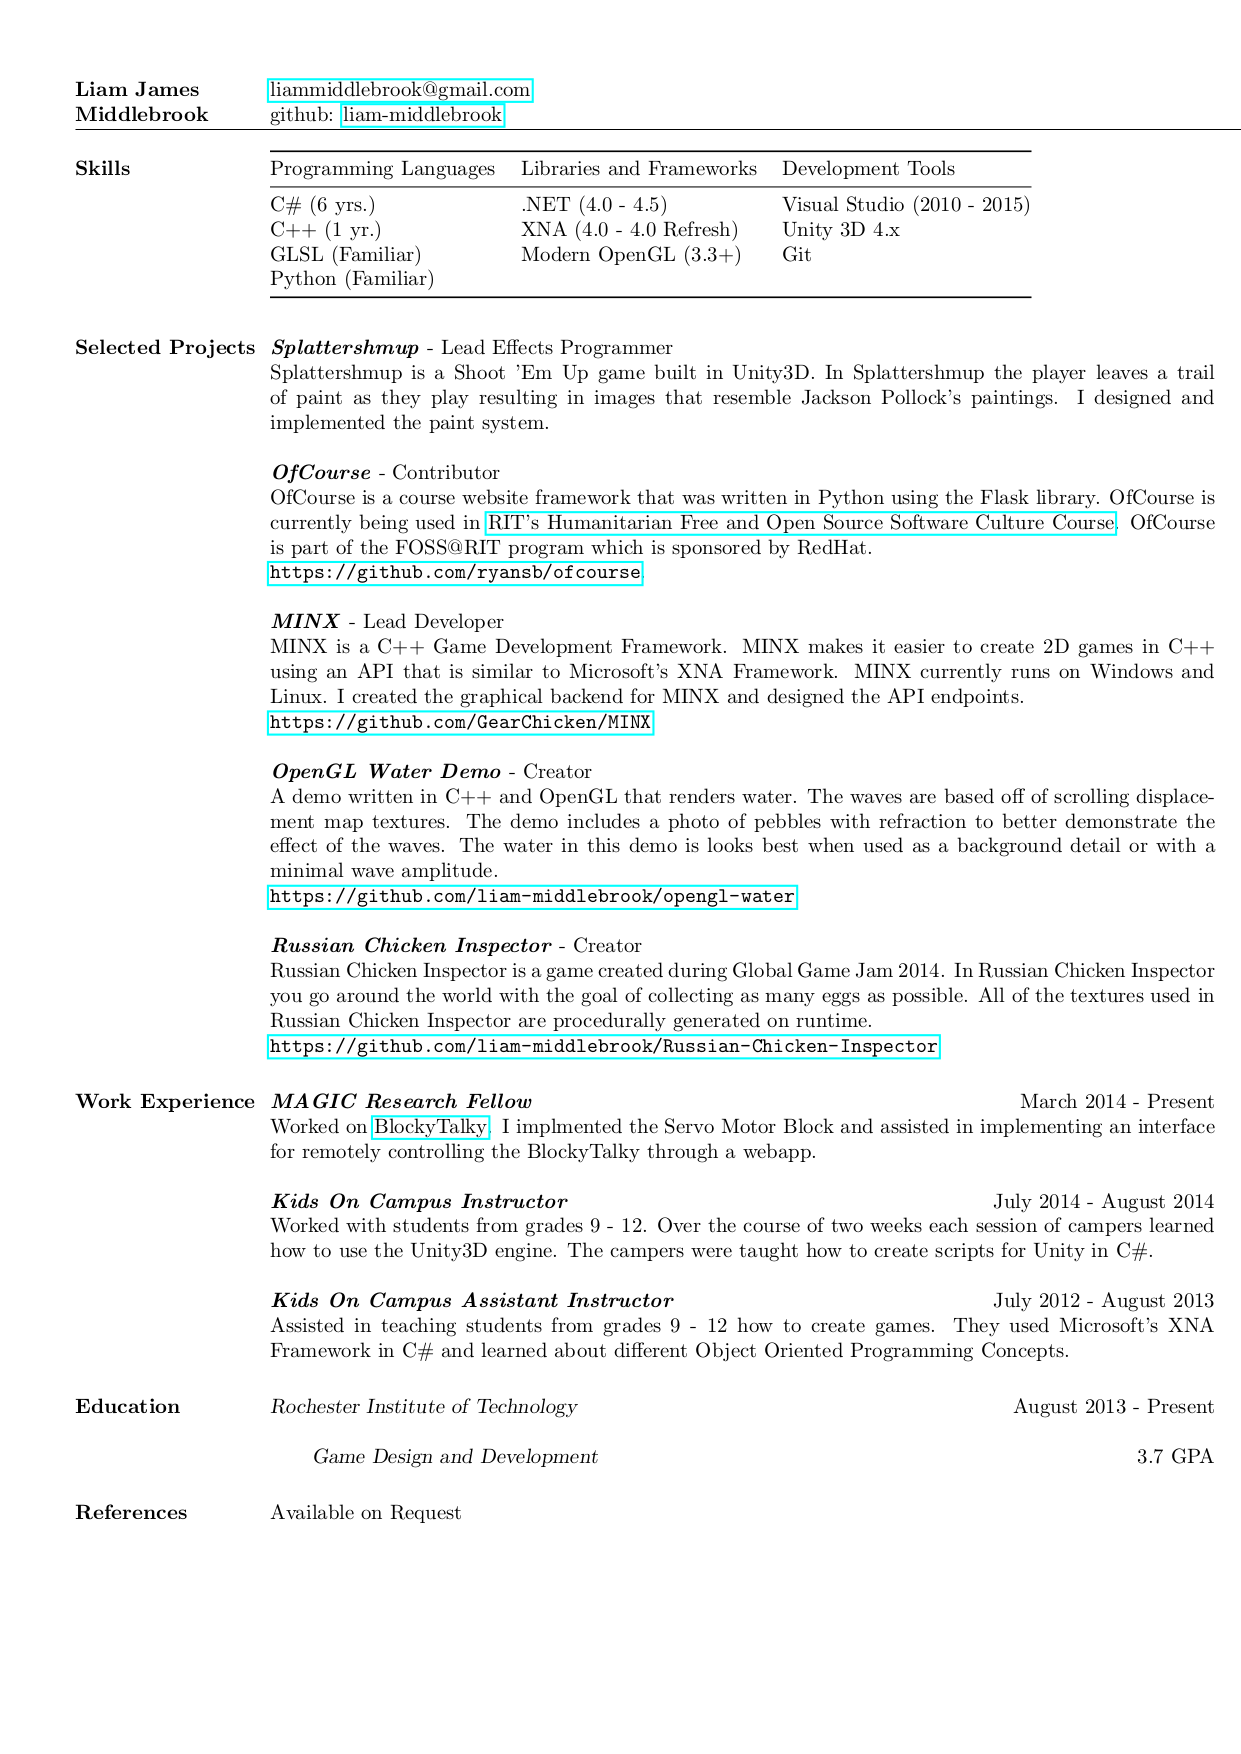 Liam James Middlebrook
liammiddlebrook@gmail.com
github: liam-middlebrook
Skills
Programming Languages Libraries and Frameworks Development Tools
C# (6 yrs.) .NET (4.0 - 4.5) Visual Studio (2010 - 2015)
C++ (1 yr.) XNA (4.0 - 4.0 Refresh) Unity 3D 4.x
GLSL (Familiar) Modern OpenGL (3.3+) Git
Python (Familiar)
Selected Projects
Splattershmup - Lead Effects Programmer
Splattershmup is a Shoot 'Em Up game built in Unity3D. In Splattershmup the player leaves a trail
of paint as they play resulting in images that resemble Jackson Pollock's paintings. I designed and
implemented the paint system.
OfCourse - Contributor
OfCourse is a course website framework that was written in Python using the Flask library. OfCourse is
currently being used in RIT's Humanitarian Free and Open Source Software Culture Course. OfCourse
is part of the FOSS@RIT program which is sponsored by RedHat.
https://github.com/ryansb/ofcourse
MINX - Lead Developer
MINX is a C++ Game Development Framework. MINX makes it easier to create 2D games in C++
using an API that is similar to Microsoft's XNA Framework. MINX currently runs on Windows and
Linux. I created the graphical backend for MINX and designed the API endpoints.
https://github.com/GearChicken/MINX
OpenGL Water Demo - Creator
A demo written in C++ and OpenGL that renders water. The waves are based off of scrolling displace-
ment map textures. The demo includes a photo of pebbles with refraction to better demonstrate the
effect of the waves. The water in this demo is looks best when used as a background detail or with a
minimal wave amplitude.
https://github.com/liam-middlebrook/opengl-water
Russian Chicken Inspector - Creator
Russian Chicken Inspector is a game created during Global Game Jam 2014. In Russian Chicken Inspector
you go around the world with the goal of collecting as many eggs as possible. All of the textures used in
Russian Chicken Inspector are procedurally generated on runtime.
https://github.com/liam-middlebrook/Russian-Chicken-Inspector
Work Experience
MAGIC Research Fellow March 2014 - Present
Worked on BlockyTalky. I implmented the Servo Motor Block and assisted in implementing an interface
for remotely controlling the BlockyTalky through a webapp.
Kids On Campus Instructor July 2014 - August 2014
Worked with students from grades 9 - 12. Over the course of two weeks each session of campers learned
how to use the Unity3D engine. The campers were taught how to create scripts for Unity in C#.
Kids On Campus Assistant Instructor July 2012 - August 2013
Assisted in teaching students from grades 9 - 12 how to create games. They used Microsoft's XNA
Framework in C# and learned about different Object Oriented Programming Concepts.
Education
Rochester Institute of Technology August 2013 - Present
Game Design and Development 3.7 GPA
References
Available on Request